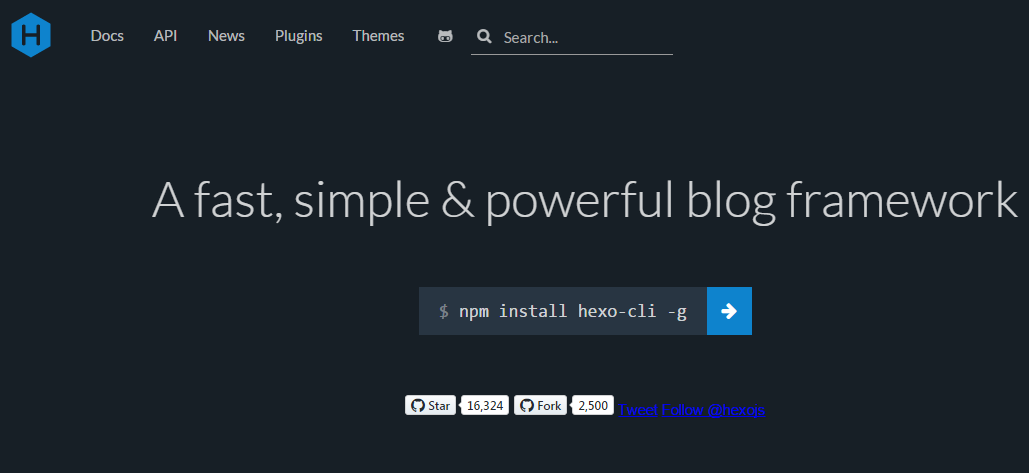 H Docs API News Plugins Themes Search...
A fast, simple & powerful blog framework
$ npm install hexo-cli -g
Star 16,324 Fork 2,500 Tweet Follow @hexojs